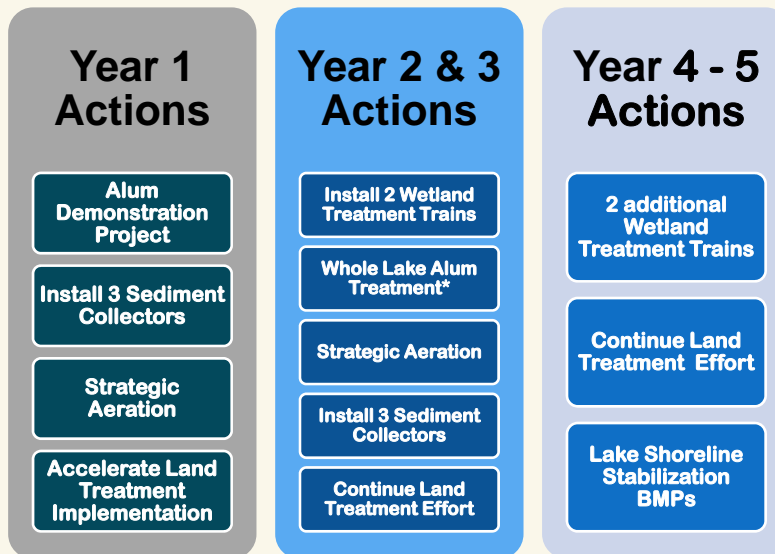 Year 1
Actions
Alum
Demonstration
Project
Install 3 Sediment
Collectors
Strategic
Aeration
Accelerate Land
Treatment
Implementation
Year 2 & 3
Actions
Install 2 Wetland
Treatment Trains
Whole Lake Alum
Treatment*
Strategic Aeration
Install 3 Sediment
Collectors
Continue Land
Treatment Effort
Year 4 - 5
Actions
2 additional
Wetland
Treatment Trains
Continue Land
Treatment Effort
Lake Shoreline
Stabilization
BMPs